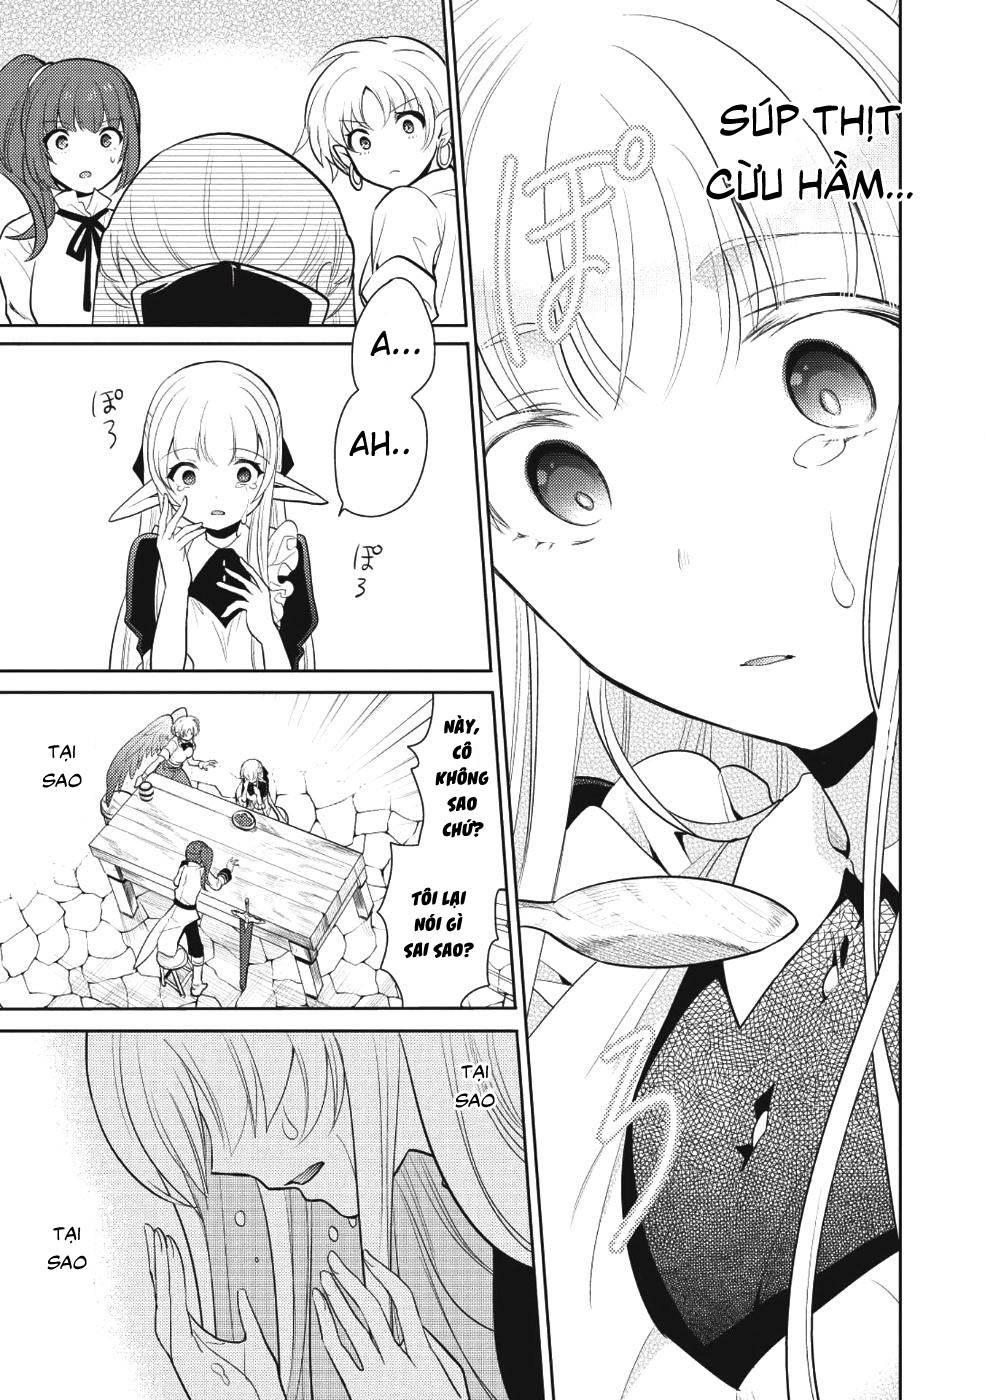 SÚP THỊT
CỪU HẦM...
ぽろ
A...
AH..
ぽろ
ぽろ
NÀY,
CÔ
KHÔNG
SAO
CHỨ?
TÔI LẠI
NÓI GÌ
SAI SAO?
TẠI
SAO
TẠI
SAO
TẠI
SAO